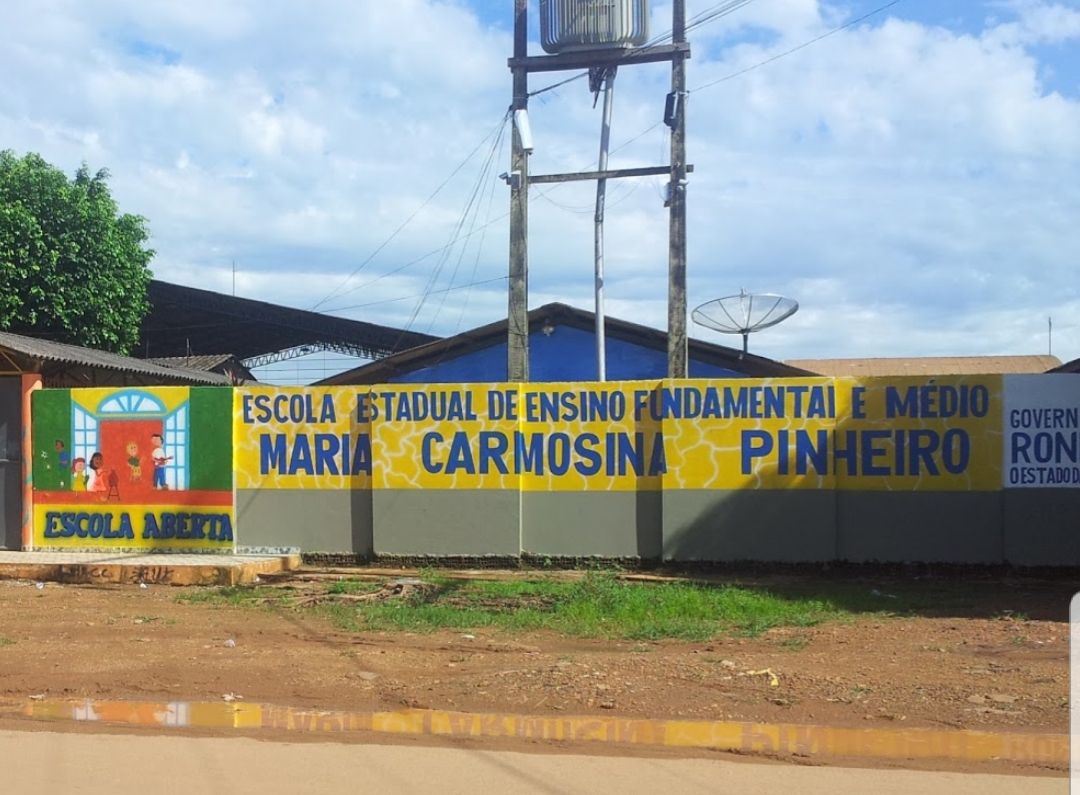 ESCOLA ESTADUAL DE ENSINO FUNDAMENTAL E MÉDIO
MARIA CARMOSINA PINHEIRO
ESCOLA ABERTA
GOVERN
RON
O ESTADO D